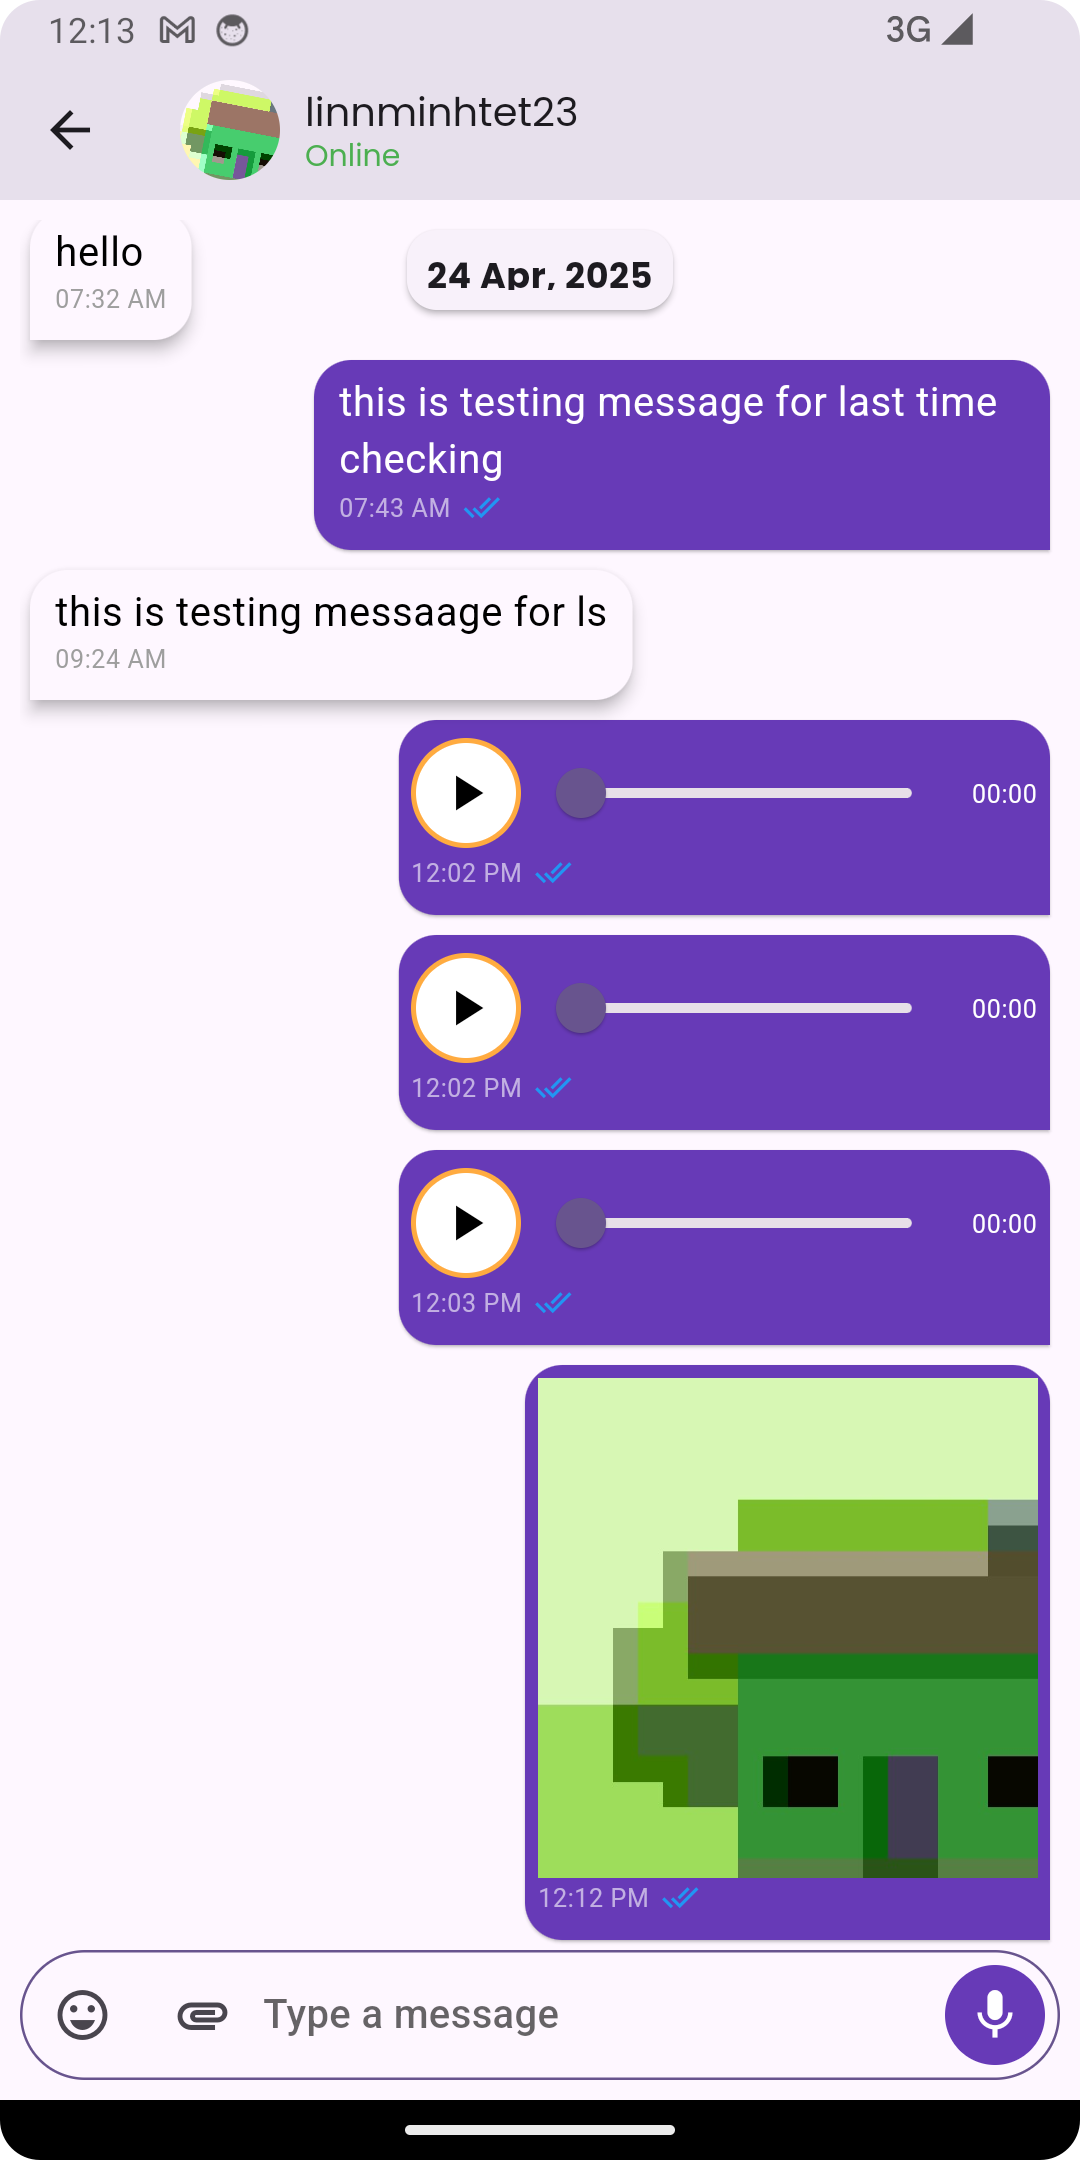 12:13
3G
linnminhtet23
Online
hello
07:32 AM
24 Apr, 2025
this is testing message for last time
checking
07:43 AM
this is testing messaage for ls
09:24 AM
00:00
12:02 PM
00:00
12:02 PM
00:00
12:03 PM
12:12 PM
Type a message